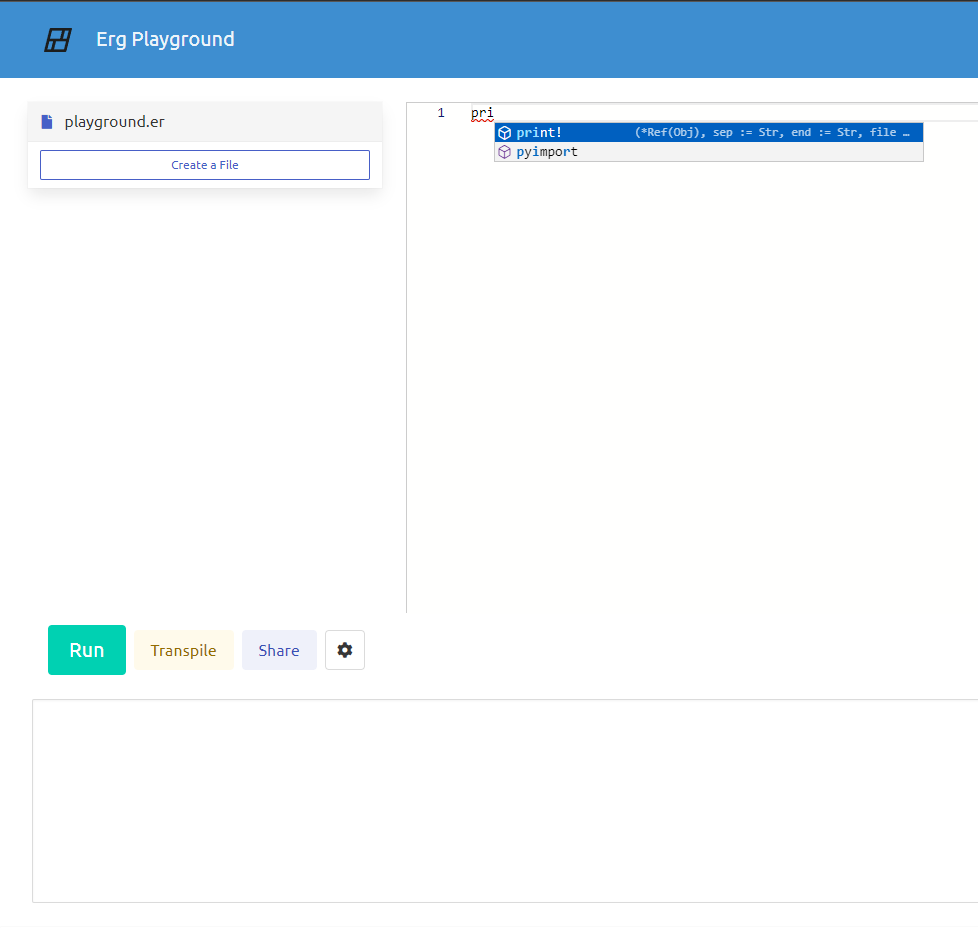 Erg Playground
playground.er
Create a File
1 pri
print! (*Ref(Obj), sep := Str, end := Str, file …
pyimport
Run Transpile Share